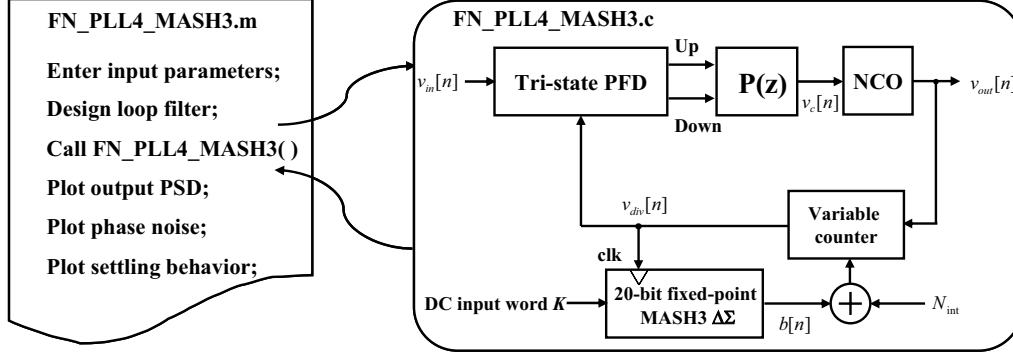 FN_PLL4_MASH3.m
Enter input parameters;
Design loop filter;
Call FN_PLL4_MASH3( )
Plot output PSD;
Plot phase noise;
Plot settling behavior;
FN_PLL4_MASH3.c
v_in[n]
Tri-state PFD
Up
Down
P(z)
v_c[n]
NCO
v_out[n]
v_div[n]
Variable
counter
clk
DC input word K
20-bit fixed-point
MASH3 ΔΣ
b[n]
+
N_int